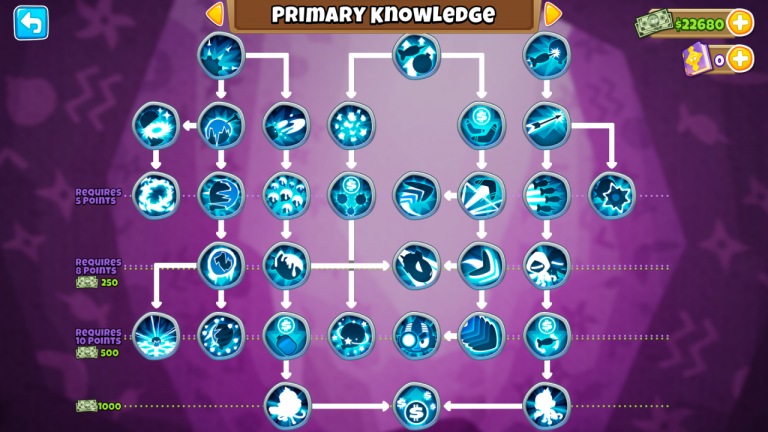 PRIMARY KNOWLEDGE
$22680
0
REQUIRES
5 POINTS
REQUIRES
8 POINTS
250
REQUIRES
10 POINTS
500
1000